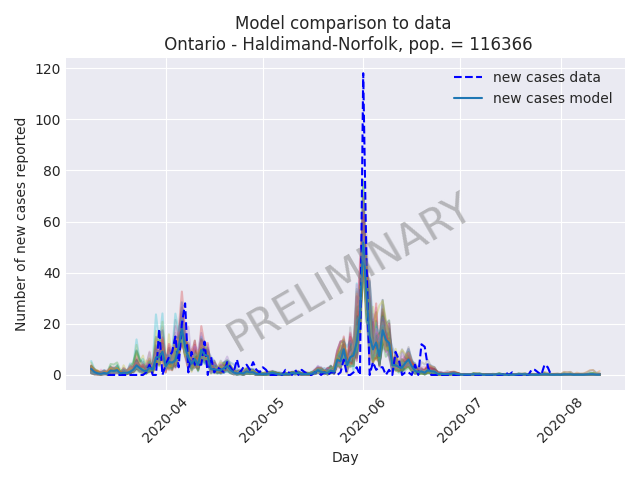 Model comparison to data
Ontario - Haldimand-Norfolk, pop. = 116366
new cases data
new cases model
Number of new cases reported
120
100
80
60
40
20
0
PRELIMINARY
2020-04
2020-05
2020-06
2020-07
2020-08
Day